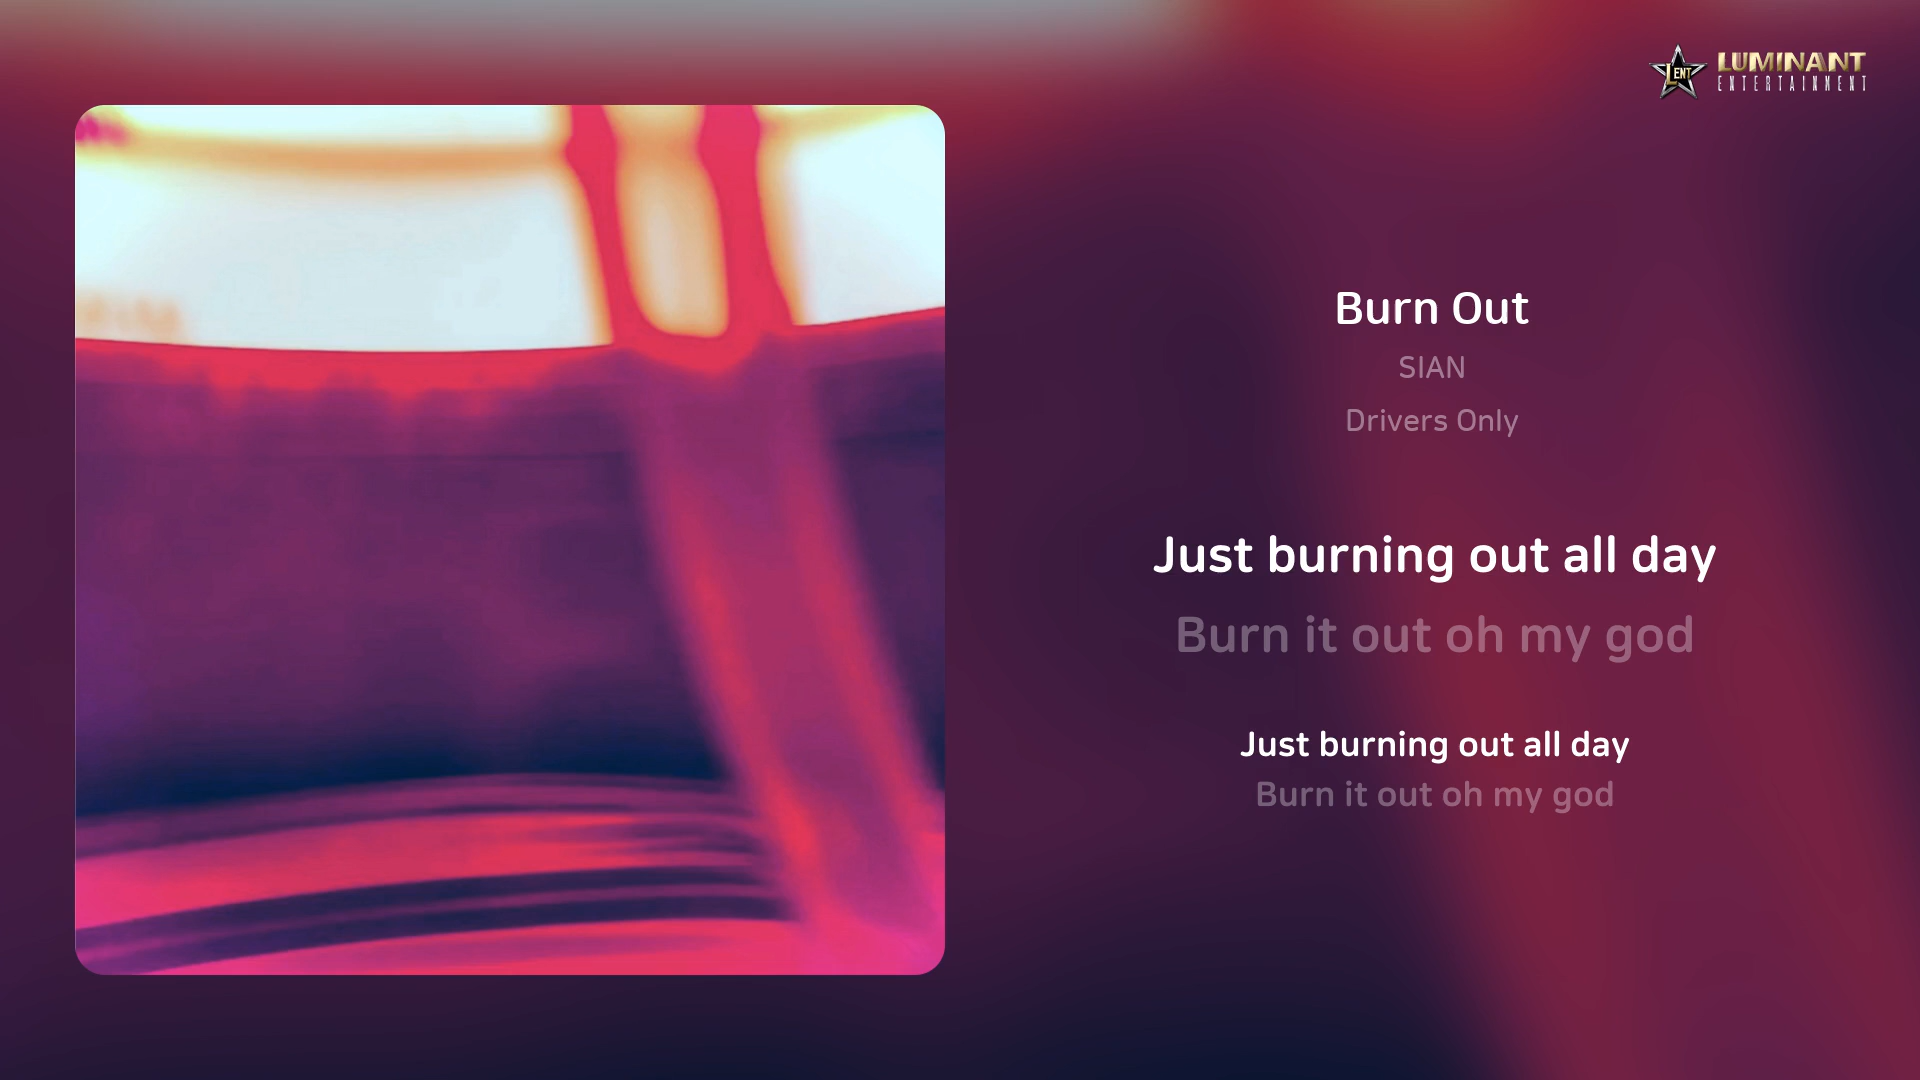 LENT
LUMINANT
ENTERTAINMENT
Burn Out
SIAN
Drivers Only
Just burning out all day
Burn it out oh my god
Just burning out all day
Burn it out oh my god